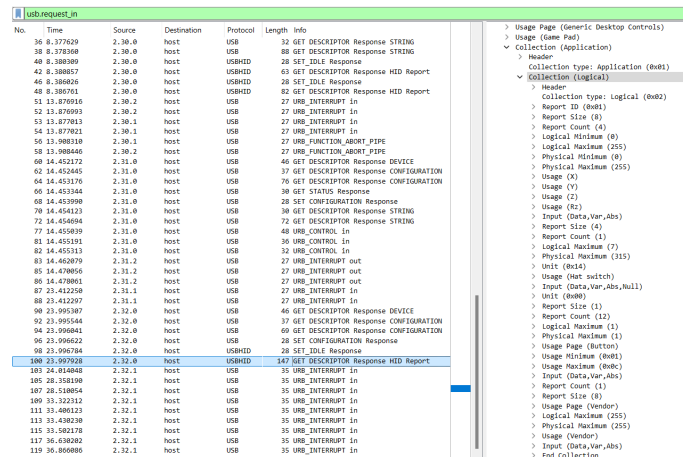 usb.request_in
No. Time Source Destination Protocol Length Info
36 8.377629 2.30.0 host USB 32 GET DESCRIPTOR Response STRING
38 8.378360 2.30.0 host USB 88 GET DESCRIPTOR Response STRING
40 8.380309 2.30.0 host USBHID 28 SET_IDLE Response
42 8.380857 2.30.0 host USBHID 63 GET DESCRIPTOR Response HID Report
46 8.386026 2.30.0 host USBHID 28 SET_IDLE Response
48 8.386761 2.30.0 host USBHID 82 GET DESCRIPTOR Response HID Report
51 13.876916 2.30.2 host USB 27 URB_INTERRUPT in
52 13.876993 2.30.2 host USB 27 URB_INTERRUPT in
53 13.877013 2.30.1 host USB 27 URB_INTERRUPT in
54 13.877021 2.30.1 host USB 27 URB_INTERRUPT in
56 13.908310 2.30.1 host USB 27 URB_FUNCTION_ABORT_PIPE
58 13.908446 2.30.2 host USB 27 URB_FUNCTION_ABORT_PIPE
60 14.452172 2.31.0 host USB 46 GET DESCRIPTOR Response DEVICE
62 14.452445 2.31.0 host USB 37 GET DESCRIPTOR Response CONFIGURATION
64 14.453176 2.31.0 host USB 76 GET DESCRIPTOR Response CONFIGURATION
66 14.453344 2.31.0 host USB 30 GET STATUS Response
68 14.453990 2.31.0 host USB 28 SET CONFIGURATION Response
70 14.454123 2.31.0 host USB 30 GET DESCRIPTOR Response STRING
72 14.454694 2.31.0 host USB 72 GET DESCRIPTOR Response STRING
77 14.455039 2.31.0 host USB 48 URB_CONTROL in
81 14.455191 2.31.0 host USB 36 URB_CONTROL in
82 14.455313 2.31.0 host USB 32 URB_CONTROL in
83 14.462079 2.31.2 host USB 27 URB_INTERRUPT out
85 14.470056 2.31.2 host USB 27 URB_INTERRUPT out
86 14.478061 2.31.2 host USB 27 URB_INTERRUPT out
87 23.412250 2.31.1 host USB 27 URB_INTERRUPT in
88 23.412297 2.31.1 host USB 27 URB_INTERRUPT in
90 23.995307 2.32.0 host USB 46 GET DESCRIPTOR Response DEVICE
92 23.995544 2.32.0 host USB 37 GET DESCRIPTOR Response CONFIGURATION
94 23.996041 2.32.0 host USB 69 GET DESCRIPTOR Response CONFIGURATION
96 23.996622 2.32.0 host USB 28 SET CONFIGURATION Response
98 23.996784 2.32.0 host USBHID 28 SET_IDLE Response
100 23.997928 2.32.0 host USBHID 147 GET DESCRIPTOR Response HID Report
103 24.014048 2.32.1 host USB 35 URB_INTERRUPT in
105 28.358190 2.32.1 host USB 35 URB_INTERRUPT in
107 28.510054 2.32.1 host USB 35 URB_INTERRUPT in
109 33.322312 2.32.1 host USB 35 URB_INTERRUPT in
111 33.406123 2.32.1 host USB 35 URB_INTERRUPT in
113 33.430230 2.32.1 host USB 35 URB_INTERRUPT in
115 33.502178 2.32.1 host USB 35 URB_INTERRUPT in
117 36.630202 2.32.1 host USB 35 URB_INTERRUPT in
119 36.866086 2.32.1 host USB 35 URB_INTERRUPT in
Usage Page (Generic Desktop Controls)
Usage (Game Pad)
Collection (Application)
Header
Collection type: Application (0x01)
Collection (Logical)
Header
Collection type: Logical (0x02)
Report ID (0x01)
Report Size (8)
Report Count (4)
Logical Minimum (0)
Logical Maximum (255)
Physical Minimum (0)
Physical Maximum (255)
Usage (X)
Usage (Y)
Usage (Z)
Usage (Rz)
Input (Data,Var,Abs)
Report Size (4)
Report Count (1)
Logical Maximum (7)
Physical Maximum (315)
Unit (0x14)
Usage (Hat switch)
Input (Data,Var,Abs,Null)
Unit (0x00)
Report Size (1)
Report Count (12)
Logical Maximum (1)
Physical Maximum (1)
Usage Page (Button)
Usage Minimum (0x01)
Usage Maximum (0x0c)
Input (Data,Var,Abs)
Report Count (1)
Report Size (8)
Usage Page (Vendor)
Logical Maximum (255)
Physical Maximum (255)
Usage (Vendor)
Input (Data,Var,Abs)
End Collection